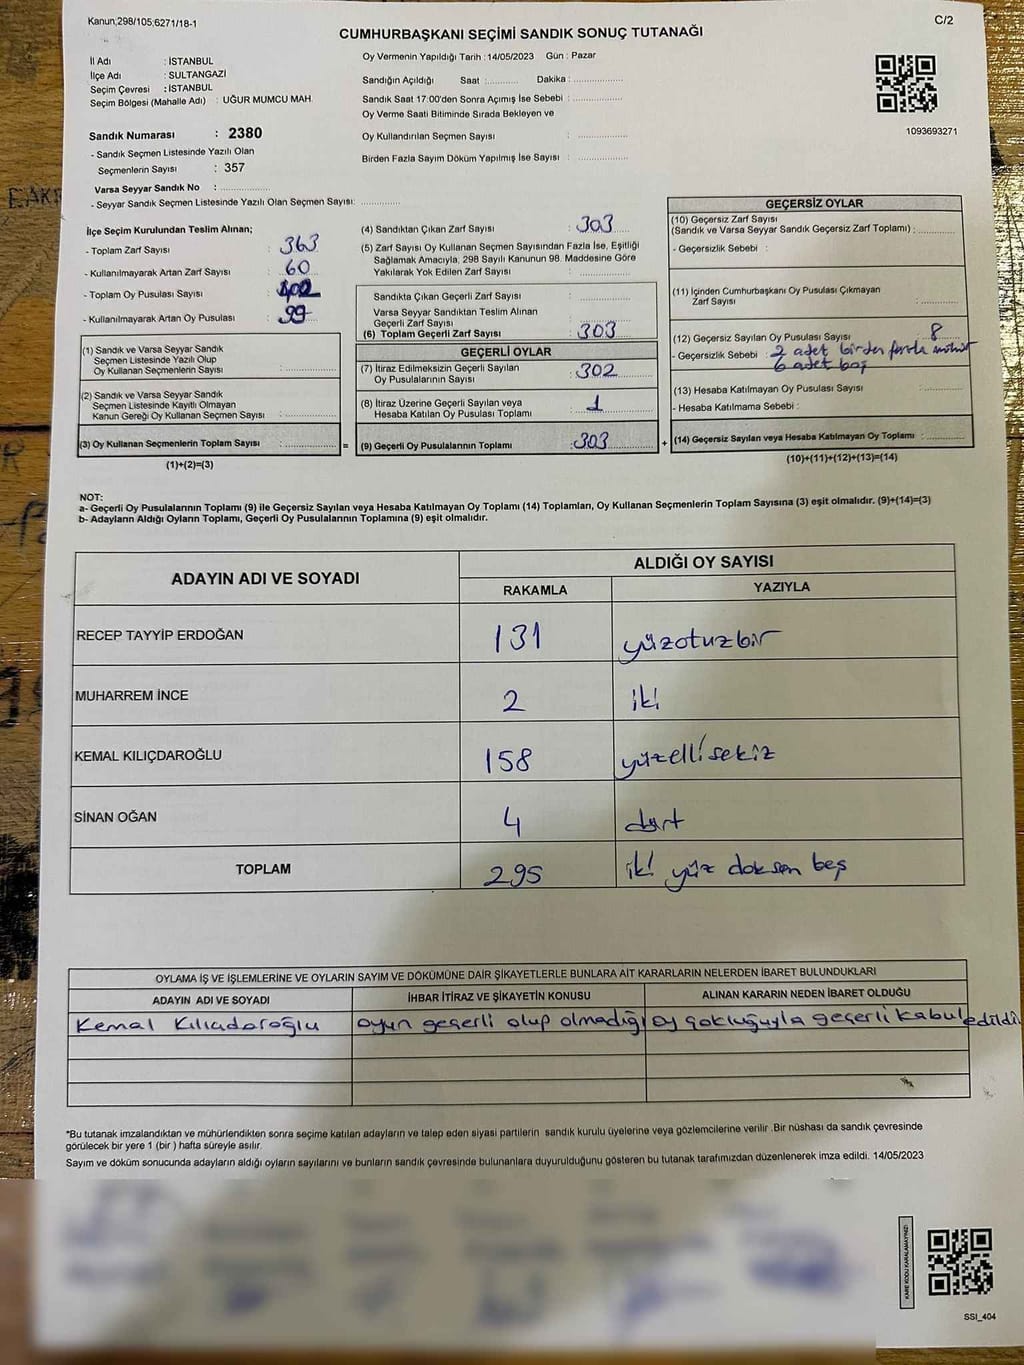 Kanun;298/105;6271/18-1
C/2
CUMHURBAŞKANI SEÇİMİ SANDIK SONUÇ TUTANAĞI
İl Adı : İSTANBUL
İlçe Adı : SULTANGAZİ
Seçim Çevresi : İSTANBUL
Seçim Bölgesi (Mahalle Adı) : UĞUR MUMCU MAH.
Sandık Numarası : 2380
- Sandık Seçmen Listesinde Yazılı Olan
Seçmenlerin Sayısı : 357
Varsa Seyyar Sandık No :
- Seyyar Sandık Seçmen Listesinde Yazılı Olan Seçmen Sayısı:
Oy Vermenin Yapıldığı Tarih : 14/05/2023 Gün : Pazar
Sandığın Açıldığı Saat : Dakika :
Sandık Saat 17:00'den Sonra Açımış İse Sebebi :
Oy Verme Saati Bitiminde Sırada Bekleyen ve
Oy Kullandırılan Seçmen Sayısı :
Birden Fazla Sayım Döküm Yapılmış İse Sayısı :
1093693271
İlçe Seçim Kurulundan Teslim Alınan;
- Toplam Zarf Sayısı : 363
- Kullanılmayarak Artan Zarf Sayısı : 60
- Toplam Oy Pusulası Sayısı : 402
- Kullanılmayarak Artan Oy Pusulası : 99
(1) Sandık ve Varsa Seyyar Sandık
Seçmen Listesinde Yazılı Olup
Oy Kullanan Seçmenlerin Sayısı :
(2) Sandık ve Varsa Seyyar Sandık
Seçmen Listesinde Kayıtlı Olmayan
Kanun Gereği Oy Kullanan Seçmen Sayısı :
(3) Oy Kullanan Seçmenlerin Toplam Sayısı :
(1)+(2)=(3)
=
(4) Sandıktan Çıkan Zarf Sayısı : 303
(5) Zarf Sayısı Oy Kullanan Seçmen Sayısından Fazla İse, Eşitliği
Sağlamak Amacıyla, 298 Sayılı Kanunun 98. Maddesine Göre
Yakılarak Yok Edilen Zarf Sayısı :
Sandıkta Çıkan Geçerli Zarf Sayısı :
Varsa Seyyar Sandıktan Teslim Alınan
Geçerli Zarf Sayısı :
(6) Toplam Geçerli Zarf Sayısı : 303
GEÇERLİ OYLAR
(7) İtiraz Edilmeksizin Geçerli Sayılan
Oy Pusulalarının Sayısı : 302
(8) İtiraz Üzerine Geçerli Sayılan veya
Hesaba Katılan Oy Pusulası Toplamı : 1
(9) Geçerli Oy Pusulalarının Toplamı : 303
+
GEÇERSİZ OYLAR
(10) Geçersiz Zarf Sayısı
(Sandık ve Varsa Seyyar Sandık Geçersiz Zarf Toplamı) :
- Geçersizlik Sebebi :
(11) İçinden Cumhurbaşkanı Oy Pusulası Çıkmayan
Zarf Sayısı :
(12) Geçersiz Sayılan Oy Pusulası Sayısı : 8
- Geçersizlik Sebebi : 2 adet birden fazla mühür
6 adet boş
(13) Hesaba Katılmayan Oy Pusulası Sayısı :
- Hesaba Katılmama Sebebi :
(14) Geçersiz Sayılan veya Hesaba Katılmayan Oy Toplamı :
(10)+(11)+(12)+(13)=(14)
NOT:
a- Geçerli Oy Pusulalarının Toplamı (9) ile Geçersiz Sayılan veya Hesaba Katılmayan Oy Toplamı (14) Toplamları, Oy Kullanan Seçmenlerin Toplam Sayısına (3) eşit olmalıdır. (9)+(14)=(3)
b- Adayların Aldığı Oyların Toplamı, Geçerli Oy Pusulalarının Toplamına (9) eşit olmalıdır.
ADAYIN ADI VE SOYADI
ALDIĞI OY SAYISI
RAKAMLA YAZIYLA
RECEP TAYYİP ERDOĞAN 131 yüzotuzbir
MUHARREM İNCE 2 iki
KEMAL KILIÇDAROĞLU 158 yüzellisekiz
SİNAN OĞAN 4 dört
TOPLAM 295 iki yüz doksan beş
OYLAMA İŞ VE İŞLEMLERİNE VE OYLARIN SAYIM VE DÖKÜMÜNE DAİR ŞİKAYETLERLE BUNLARA AİT KARARLARIN NELERDEN İBARET BULUNDUKLARI
ADAYIN ADI VE SOYADI İHBAR İTİRAZ VE ŞİKAYETİN KONUSU ALINAN KARARIN NEDEN İBARET OLDUĞU
Kemal Kılıcdaroğlu oyun geçerli olup olmadığı oy çokluğuyla geçerli kabul edildi.
*Bu tutanak imzalandıktan ve mühürlendikten sonra seçime katılan adayların ve talep eden siyasi partilerin sandık kurulu üyelerine veya gözlemcilerine verilir .Bir nüshası da sandık çevresinde
görülecek bir yere 1 (bir ) hafta süreyle asılır.
Sayım ve döküm sonucunda adayların aldığı oyların sayılarını ve bunların sandık çevresinde bulunanlara duyurulduğunu gösteren bu tutanak tarafımızdan düzenlenerek imza edildi. 14/05/2023
KARE KODU KARALAMAYINIZ!
SSI_404